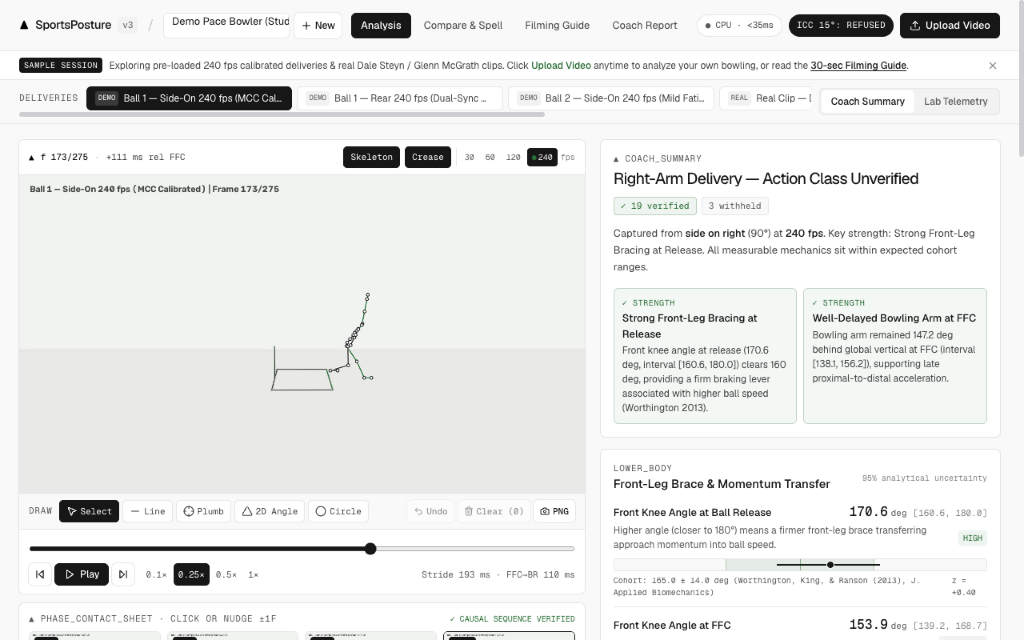 ▲ SportsPosture v3 / Demo Pace Bowler (Stud + New Analysis Compare & Spell Filming Guide Coach Report ● CPU · <35ms ICC 15°: REFUSED Upload Video
SAMPLE SESSION Exploring pre-loaded 240 fps calibrated deliveries & real Dale Steyn / Glenn McGrath clips. Click Upload Video anytime to analyze your own bowling, or read the 30-sec Filming Guide. ×
DELIVERIES DEMO Ball 1 — Side-On 240 fps (MCC Cal… DEMO Ball 1 — Rear 240 fps (Dual-Sync … DEMO Ball 2 — Side-On 240 fps (Mild Fati… REAL Real Clip — Coach Summary Lab Telemetry
▲ f 173/275 · +111 ms rel FFC Skeleton Crease 30 60 120 ●240 fps
Ball 1 — Side-On 240 fps (MCC Calibrated) | Frame 173/275
DRAW Select Line Plumb 2D Angle Circle Undo Clear (0) PNG
Play 0.1× 0.25× 0.5× 1× Stride 193 ms · FFC→BR 110 ms
▲ PHASE_CONTACT_SHEET · CLICK OR NUDGE ±1F ✓ CAUSAL SEQUENCE VERIFIED
▲ COACH_SUMMARY
Right-Arm Delivery — Action Class Unverified
✓ 19 verified 3 withheld
Captured from side on right (90°) at 240 fps. Key strength: Strong Front-Leg
Bracing at Release. All measurable mechanics sit within expected cohort
ranges.
✓ STRENGTH
Strong Front-Leg Bracing at
Release
Front knee angle at release (170.6
deg, interval [160.6, 180.0]) clears 160
deg, providing a firm braking lever
associated with higher ball speed
(Worthington 2013).
✓ STRENGTH
Well-Delayed Bowling Arm at FFC
Bowling arm remained 147.2 deg
behind global vertical at FFC (interval
[138.1, 156.2]), supporting late
proximal-to-distal acceleration.
LOWER_BODY
Front-Leg Brace & Momentum Transfer 95% analytical uncertainty
Front Knee Angle at Ball Release 170.6 deg [160.6, 180.0]
Higher angle (closer to 180°) means a firmer front-leg brace transferring
approach momentum into ball speed. HIGH
Cohort: 165.0 ± 14.0 deg (Worthington, King, & Ranson (2013), J. z =
Applied Biomechanics) +0.40
Front Knee Angle at FFC 153.9 deg [139.2, 168.7]